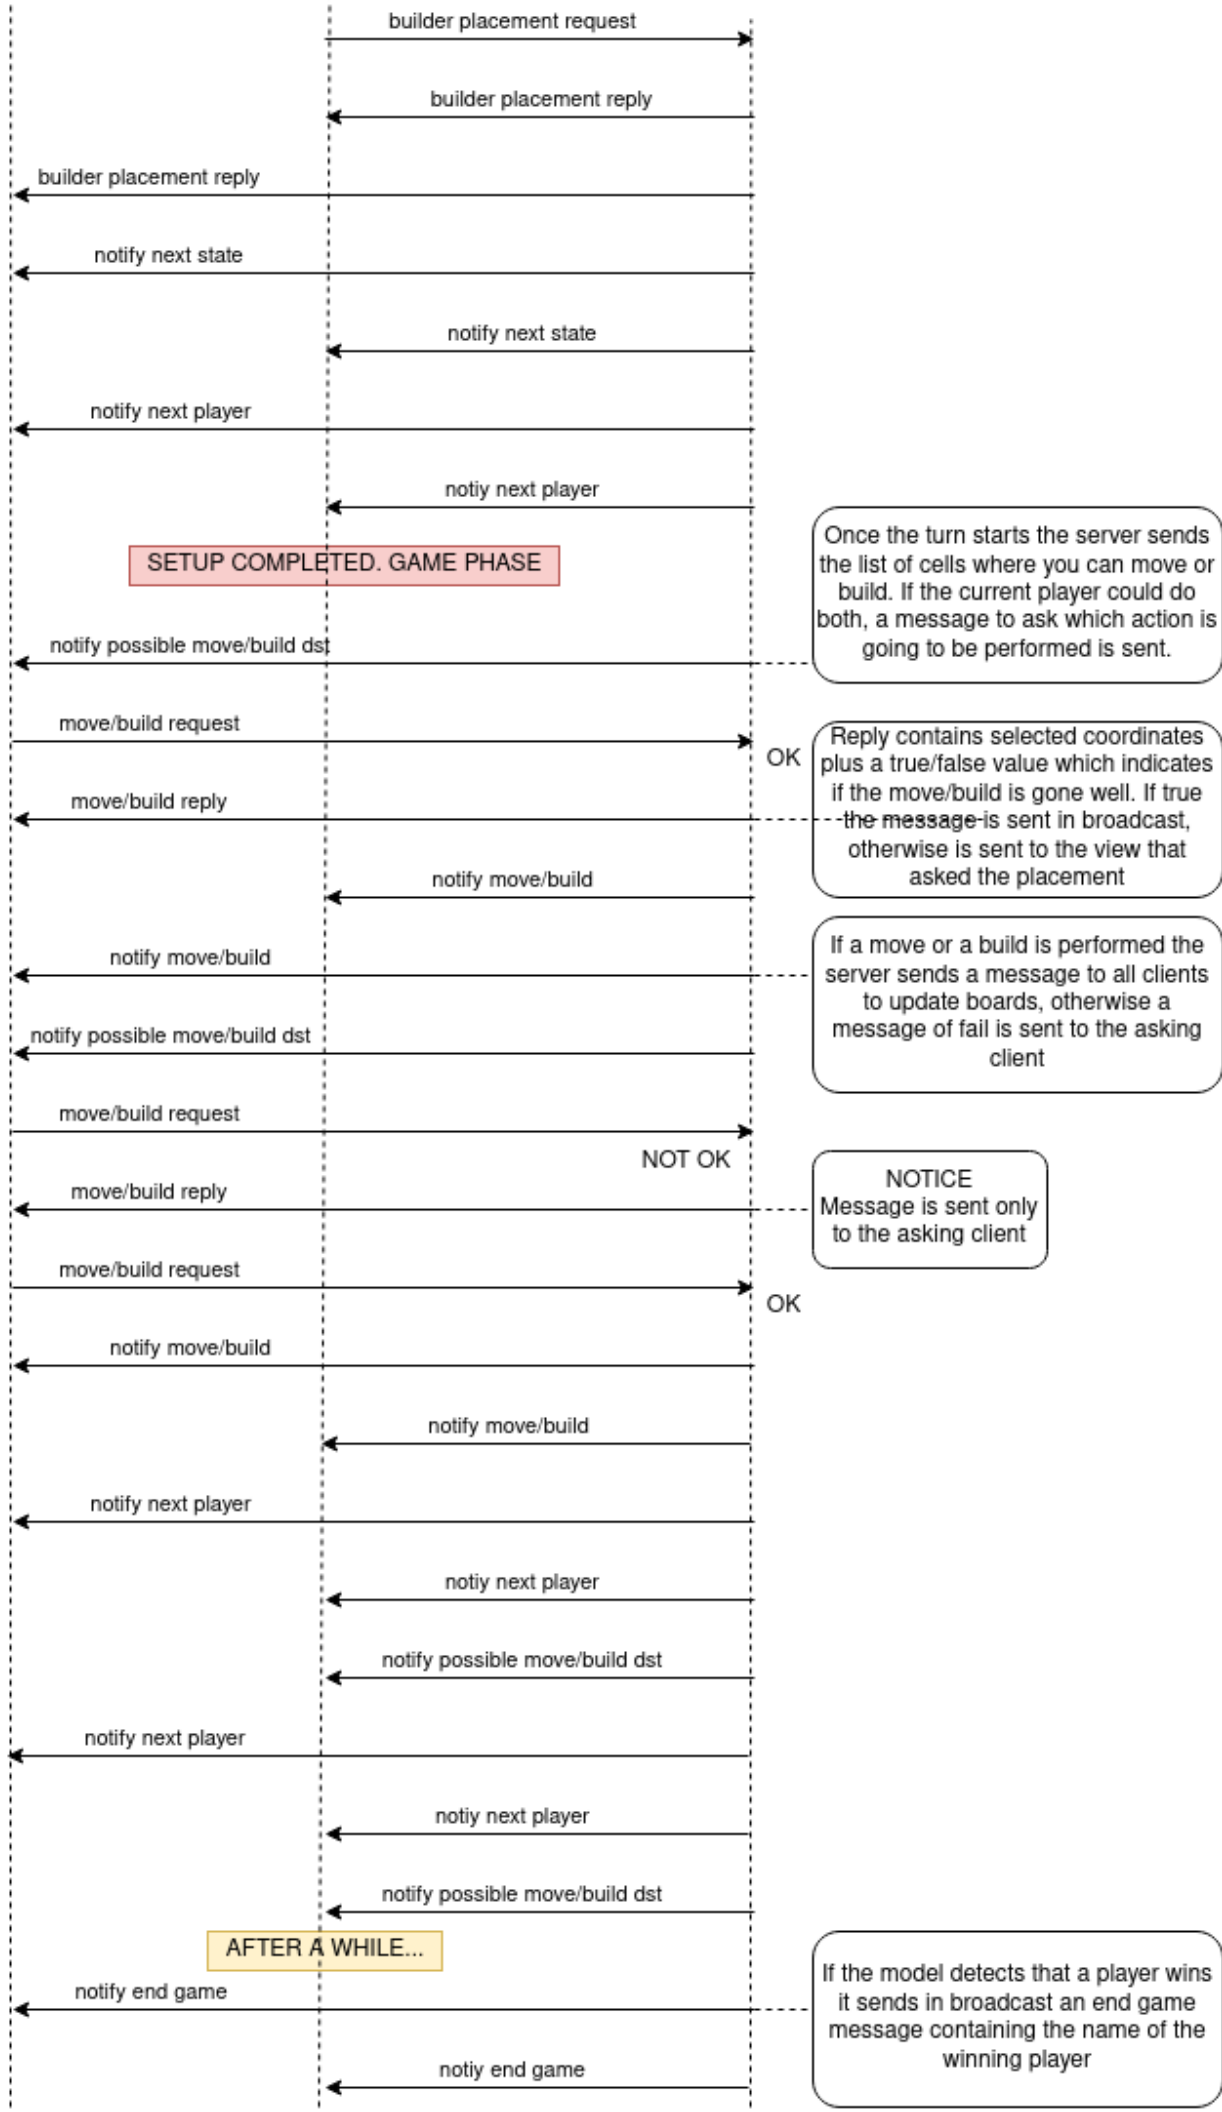 builder placement request
builder placement reply
builder placement reply
notify next state
notify next state
notify next player
notiy next player
Once the turn starts the server sends
the list of cells where you can move or
build. If the current player could do
both, a message to ask which action is
going to be performed is sent.
SETUP COMPLETED. GAME PHASE
notify possible move/build dst
move/build request
OK
Reply contains selected coordinates
plus a true/false value which indicates
if the move/build is gone well. If true
the message is sent in broadcast,
otherwise is sent to the view that
asked the placement
move/build reply
notify move/build
notify move/build
If a move or a build is performed the
server sends a message to all clients
to update boards, otherwise a
message of fail is sent to the asking
client
notify possible move/build dst
move/build request
NOT OK
move/build reply
NOTICE
Message is sent only
to the asking client
move/build request
OK
notify move/build
notify move/build
notify next player
notiy next player
notify possible move/build dst
notify next player
notiy next player
notify possible move/build dst
AFTER A WHILE...
notify end game
If the model detects that a player wins
it sends in broadcast an end game
message containing the name of the
winning player
notiy end game